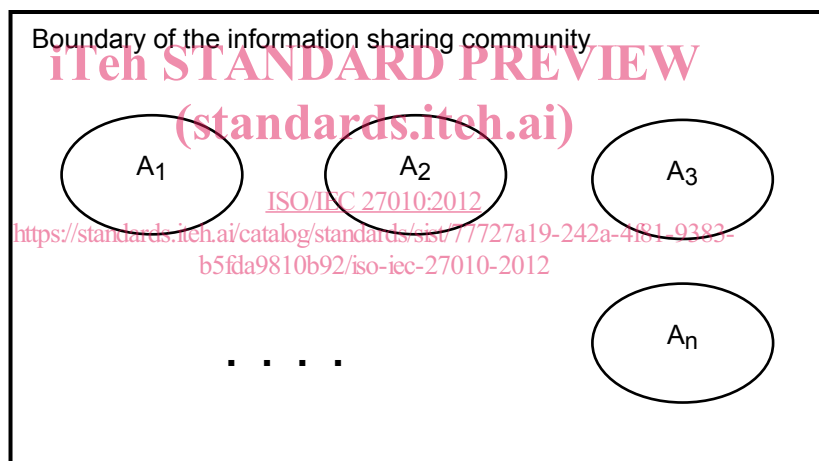 Boundary of the information sharing community
iTeh STANDARD PREVIEW
(standards.iteh.ai)
A1 A2 A3
ISO/IEC 27010:2012
https://standards.iteh.ai/catalog/standards/sist/77727a19-242a-4f81-9383-
b5fda9810b92/iso-iec-27010-2012
An
. . . .